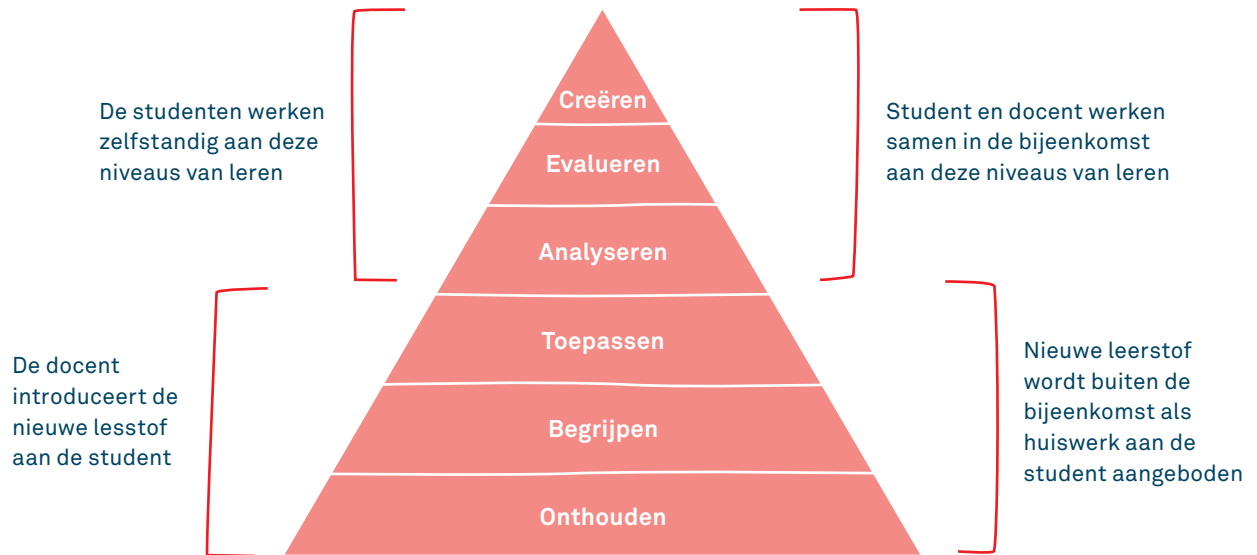 De studenten werken
zelfstandig aan deze
niveaus van leren
Creëren
Evalueren
Analyseren
Toepassen
Begrijpen
Onthouden
Student en docent werken
samen in de bijeenkomst
aan deze niveaus van leren
De docent
introduceert de
nieuwe lesstof
aan de student
Nieuwe leerstof
wordt buiten de
bijeenkomst als
huiswerk aan de
student aangeboden